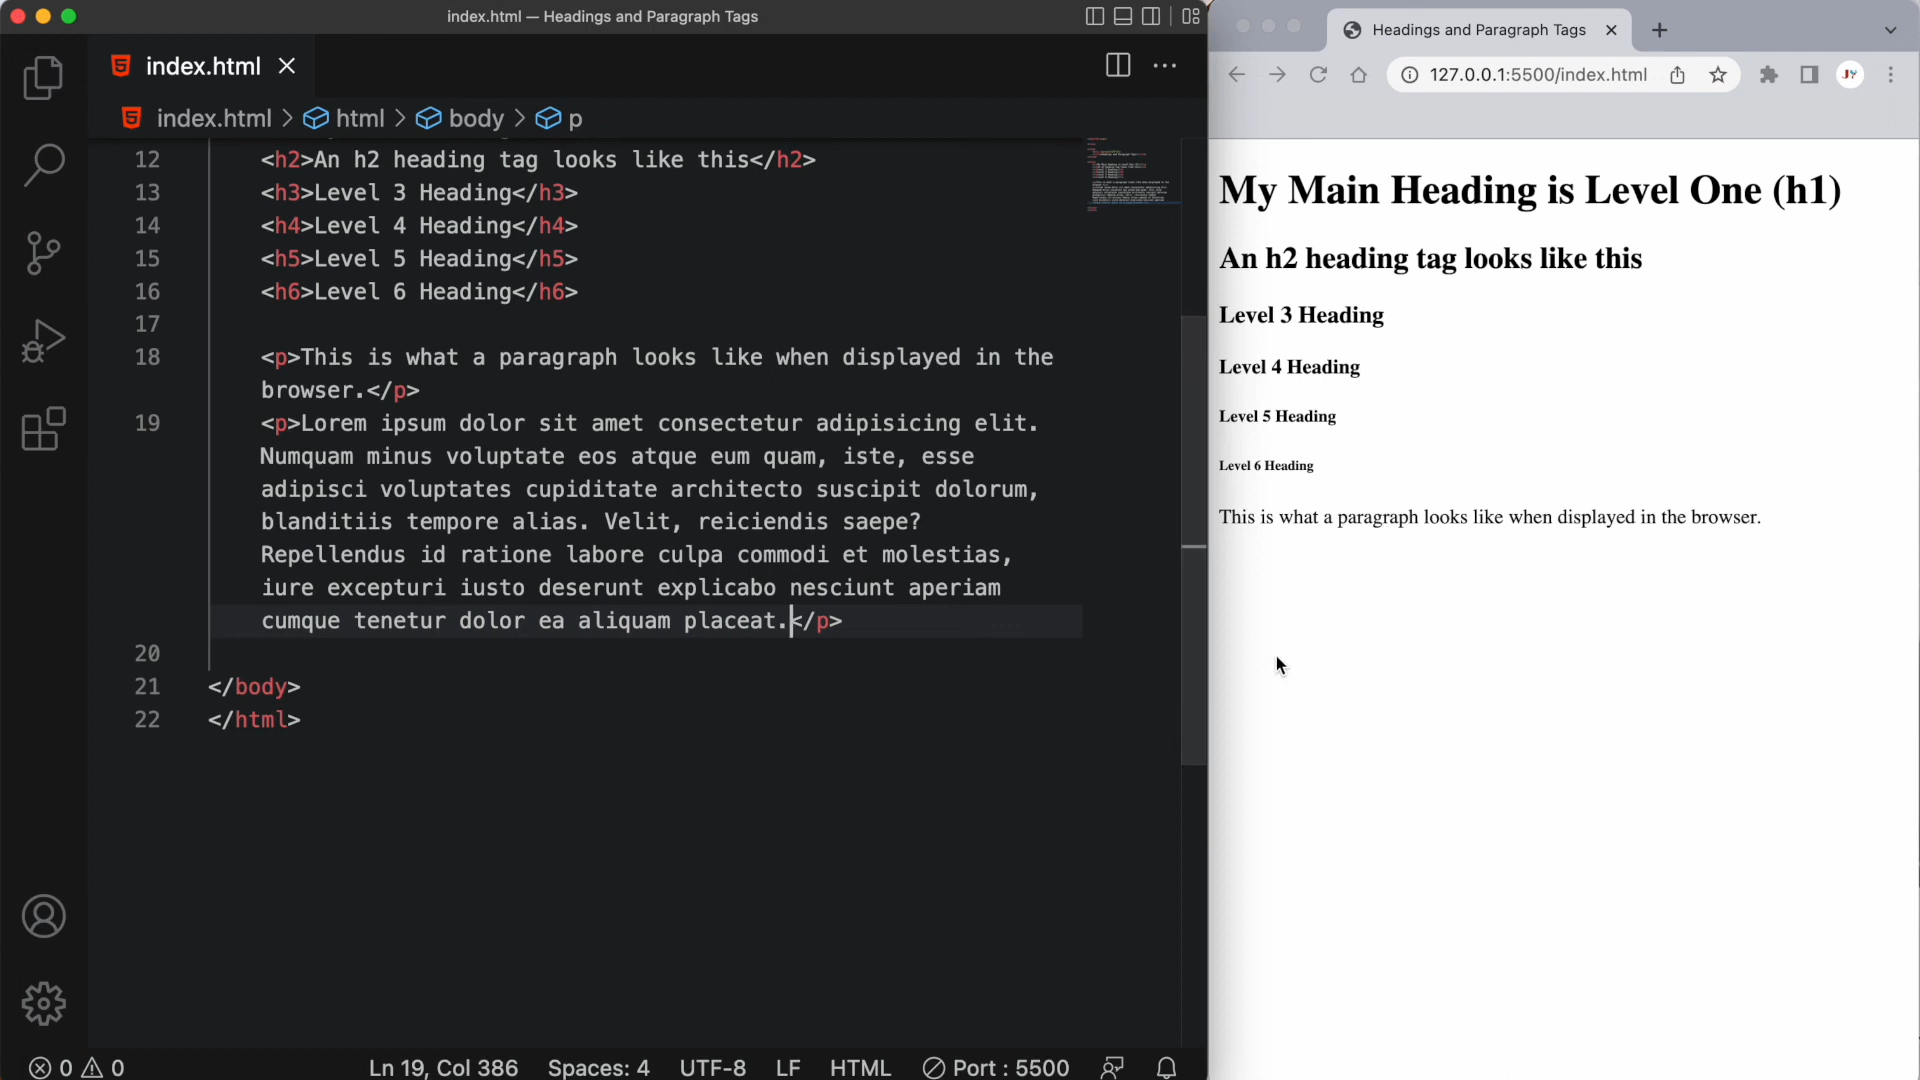 index.html — Headings and Paragraph Tags
index.html
index.html > html > body > p
12 <h2>An h2 heading tag looks like this</h2>
13 <h3>Level 3 Heading</h3>
14 <h4>Level 4 Heading</h4>
15 <h5>Level 5 Heading</h5>
16 <h6>Level 6 Heading</h6>
17
18 <p>This is what a paragraph looks like when displayed in the
browser.</p>
19 <p>Lorem ipsum dolor sit amet consectetur adipisicing elit.
Numquam minus voluptate eos atque eum quam, iste, esse
adipisci voluptates cupiditate architecto suscipit dolorum,
blanditiis tempore alias. Velit, reiciendis saepe?
Repellendus id ratione labore culpa commodi et molestias,
iure excepturi iusto deserunt explicabo nesciunt aperiam
cumque tenetur dolor ea aliquam placeat.</p>
20
21 </body>
22 </html>
0 0 Ln 19, Col 386 Spaces: 4 UTF-8 LF HTML Port : 5500
Headings and Paragraph Tags
127.0.0.1:5500/index.html
My Main Heading is Level One (h1)
An h2 heading tag looks like this
Level 3 Heading
Level 4 Heading
Level 5 Heading
Level 6 Heading
This is what a paragraph looks like when displayed in the browser.